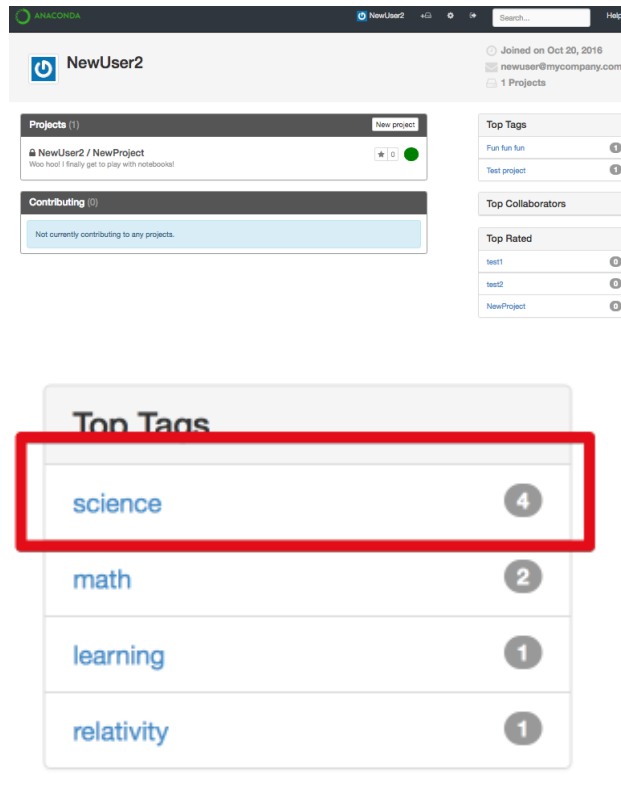 ANACONDA
NewUser2
Search...
Help
NewUser2
Joined on Oct 20, 2016
newuser@mycompany.com
1 Projects
Projects (1)
New project
NewUser2 / NewProject
0
Woo hoo! I finally get to play with notebooks!
Contributing (0)
Not currently contributing to any projects.
Top Tags
Fun fun fun 1
Test project 1
Top Collaborators
Top Rated
test1 0
test2 0
NewProject 0
Top Tags
science 4
math 2
learning 1
relativity 1